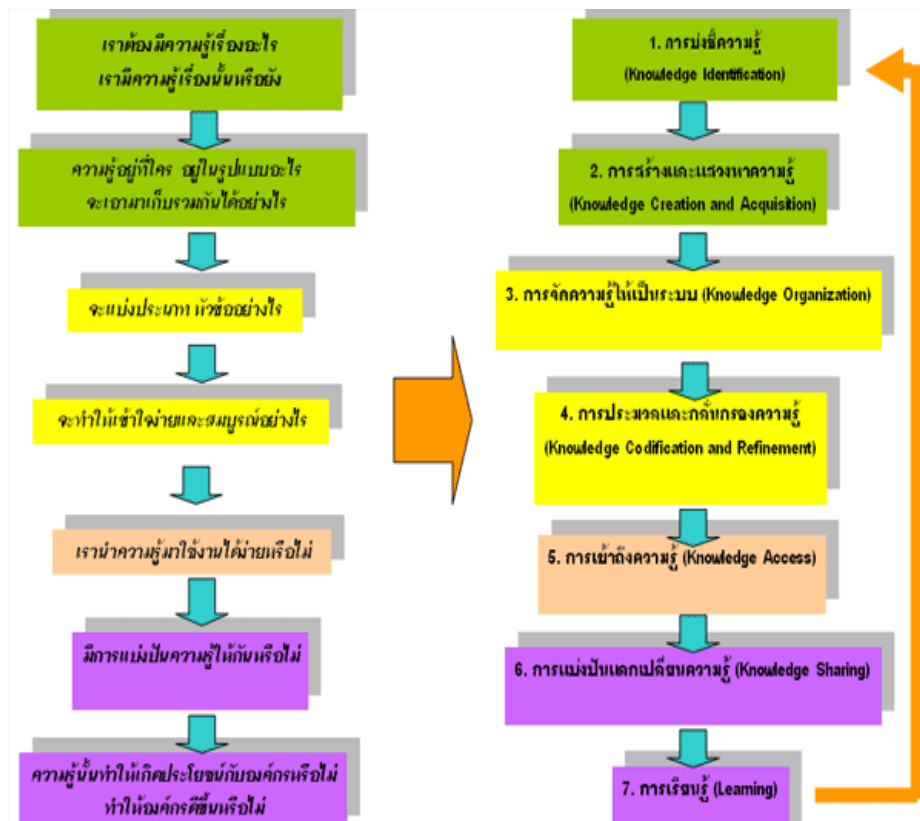 เราต้องมีความรู้เรื่องอะไร
เรามีความรู้เรื่องนั้นหรือยัง
ความรู้อยู่ที่ใคร อยู่ในรูปแบบอะไร
จะเอามาเก็บรวมกันได้อย่างไร
จะแบ่งประเภท หัวข้ออย่างไร
จะทำให้เข้าใจง่ายและสมบูรณ์อย่างไร
เรานำความรู้มาใช้งานได้ง่ายหรือไม่
มีการแบ่งปันความรู้ให้กันหรือไม่
ความรู้นั้นทำให้เกิดประโยชน์กับองค์กรหรือไม่
ทำให้องค์กรดีขึ้นหรือไม่
1. การบ่งชี้ความรู้
(Knowledge Identification)
2. การสร้างและแสวงหาความรู้
(Knowledge Creation and Acquisition)
3. การจัดความรู้ให้เป็นระบบ (Knowledge Organization)
4. การประมวลและกลั่นกรองความรู้
(Knowledge Codification and Refinement)
5. การเข้าถึงความรู้ (Knowledge Access)
6. การแบ่งปันแลกเปลี่ยนความรู้ (Knowledge Sharing)
7. การเรียนรู้ (Learning)